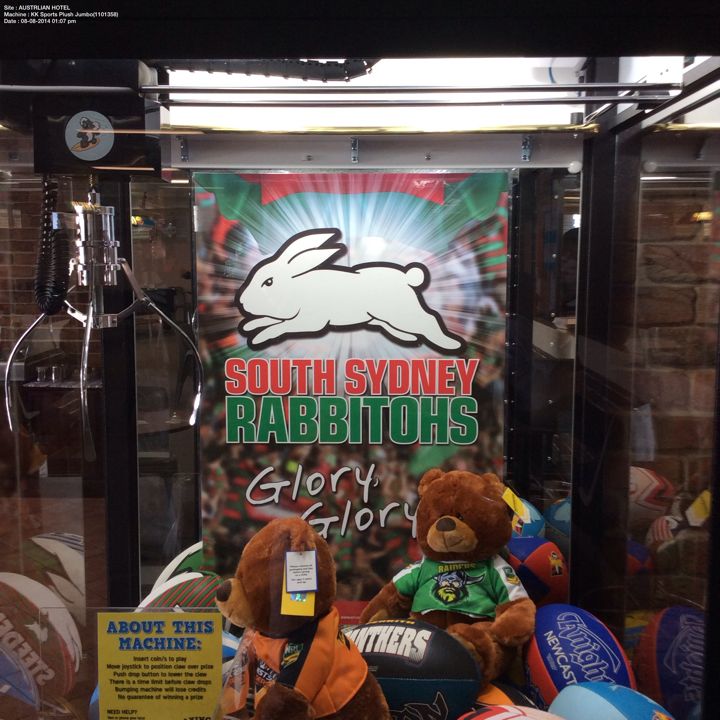 Site : AUSTRLIAN HOTEL
Machine : KK Sports Plush Jumbo(1101358)
Date : 08-08-2014 01:07 pm
SOUTH SYDNEY
RABBITOHS
Glory,
Glory
RAIDERS
PANTHERS
Knights
NEWCASTLE
ABOUT THIS
MACHINE:
Insert coin/s to play
Move joystick to position claw over prize
Push drop button to lower the claw
There is a time limit before claw drops
Bumping machine will lose credits
No guarantee of winning a prize
NEED HELP?